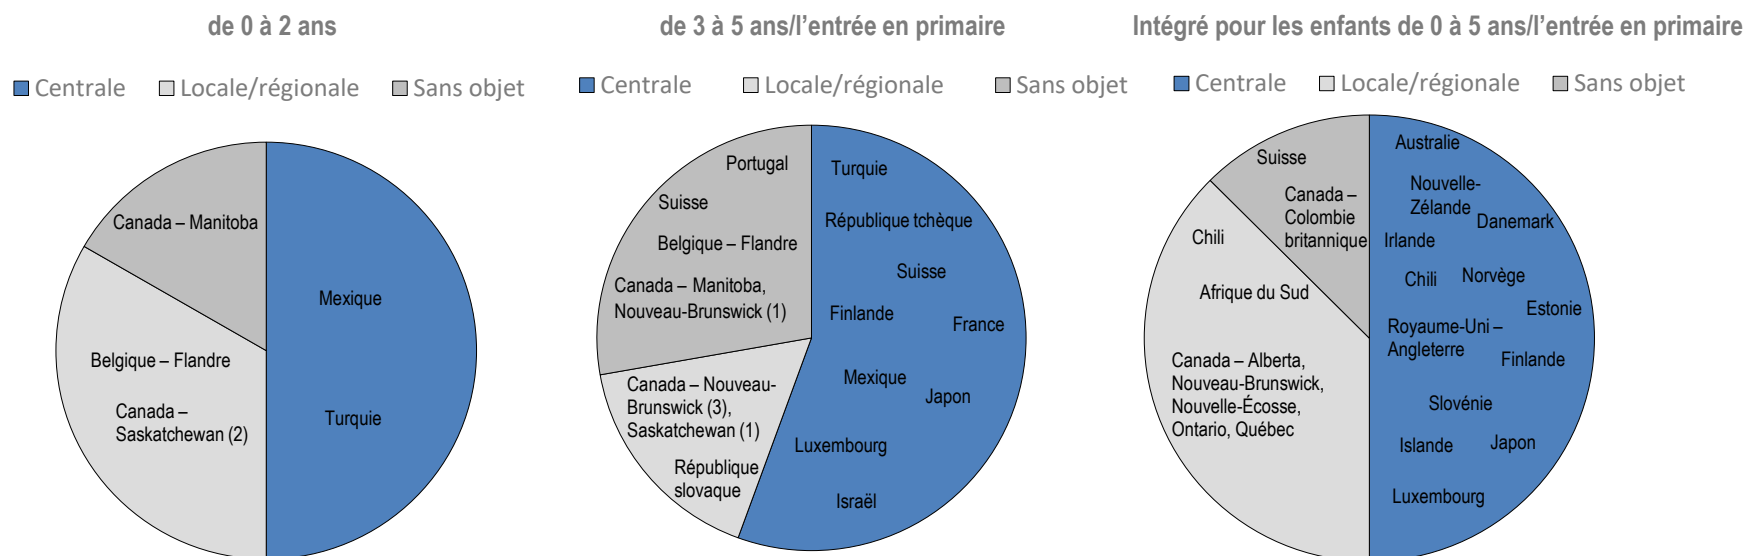 de 0 à 2 ans
Centrale
Locale/régionale
Sans objet
Canada – Manitoba
Mexique
Belgique – Flandre
Canada –
Saskatchewan (2)
Turquie
de 3 à 5 ans/l’entrée en primaire
Centrale
Locale/régionale
Sans objet
Portugal
Turquie
Suisse
République tchèque
Belgique – Flandre
Suisse
Canada – Manitoba,
Nouveau-Brunswick (1)
Finlande
France
Mexique
Canada – Nouveau-
Brunswick (3),
Saskatchewan (1)
Japon
Luxembourg
République
slovaque
Israël
Intégré pour les enfants de 0 à 5 ans/l’entrée en primaire
Centrale
Locale/régionale
Sans objet
Australie
Suisse
Nouvelle-
Zélande
Canada –
Colombie
britannique
Danemark
Chili
Irlande
Chili
Norvège
Afrique du Sud
Estonie
Royaume-Uni –
Angleterre
Finlande
Canada – Alberta,
Nouveau-Brunswick,
Nouvelle-Écosse,
Ontario, Québec
Slovénie
Islande
Japon
Luxembourg